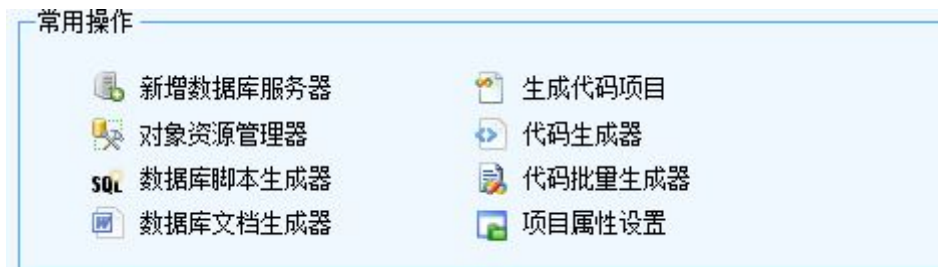 常用操作
新增数据库服务器 生成代码项目
对象资源管理器 代码生成器
SQL 数据库脚本生成器 代码批量生成器
数据库文档生成器 项目属性设置